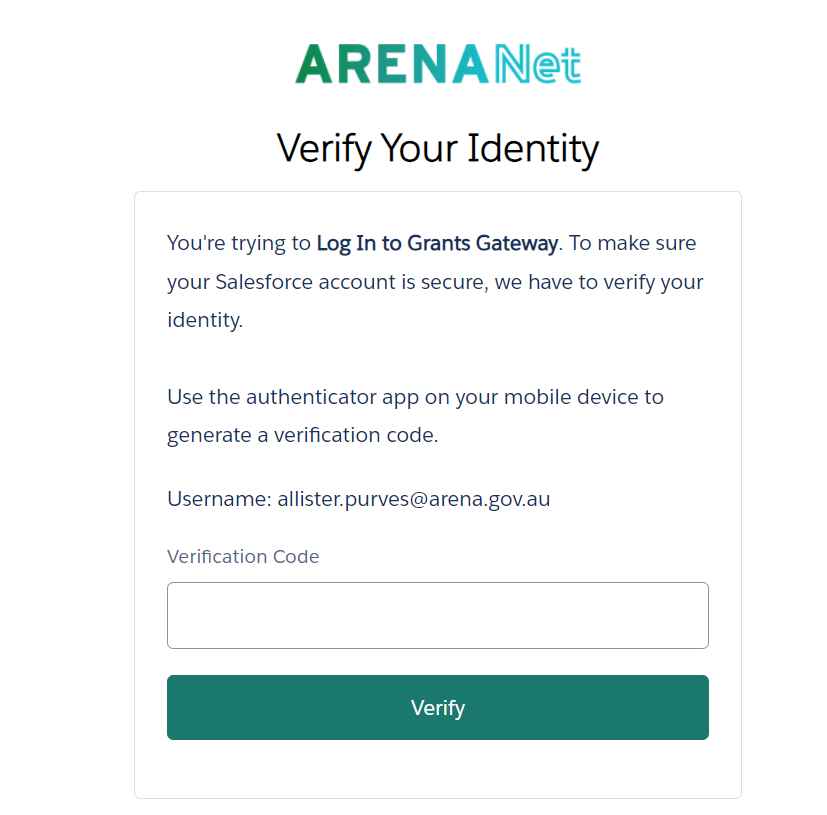 ARENANet
Verify Your Identity
You're trying to Log In to Grants Gateway. To make sure
your Salesforce account is secure, we have to verify your
identity.
Use the authenticator app on your mobile device to
generate a verification code.
Username: allister.purves@arena.gov.au
Verification Code
Verify